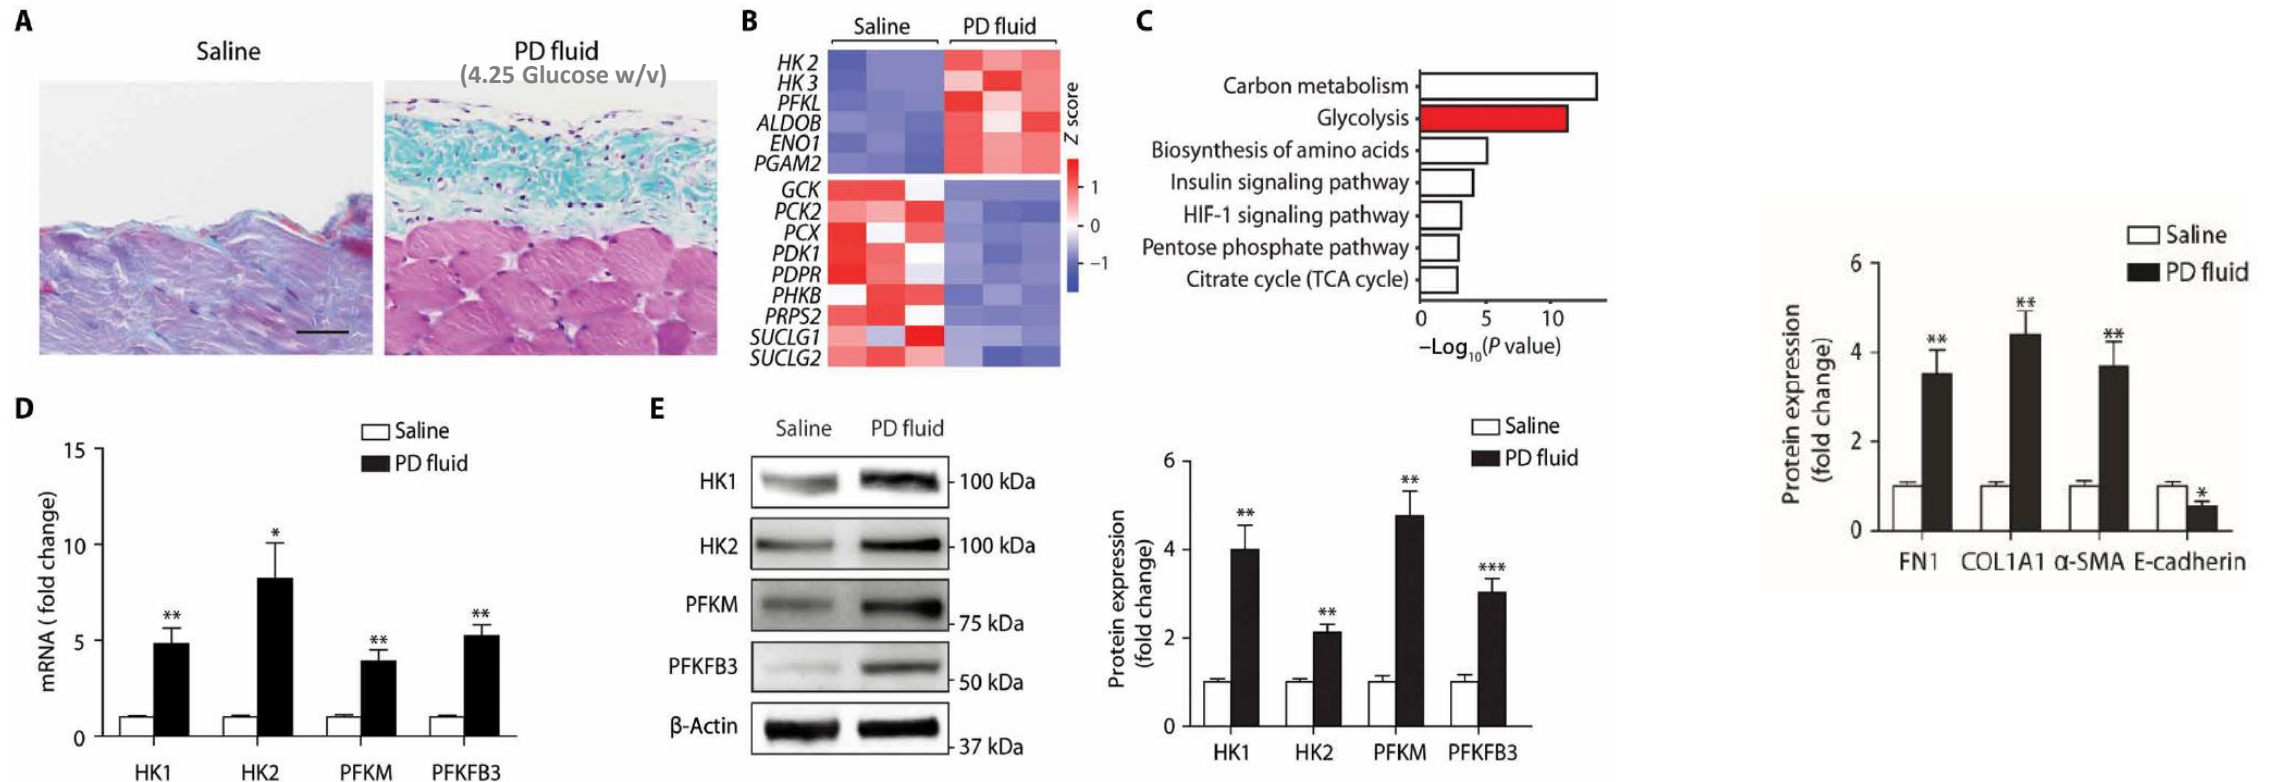 A
Saline
PD fluid
(4.25 Glucose w/v)
B
Saline
PD fluid
HK 2
HK 3
PFKL
ALDOB
ENO1
PGAM2
GCK
PCK2
PCX
PDK1
PDPR
PHKB
PRPS2
SUCLG1
SUCLG2
Z score
1
0
−1
C
Carbon metabolism
Glycolysis
Biosynthesis of amino acids
Insulin signaling pathway
HIF-1 signaling pathway
Pentose phosphate pathway
Citrate cycle (TCA cycle)
0 5 10
−Log10(P value)
D
Saline
PD fluid
mRNA ( fold change)
15
10
5
0
** * ** **
HK1 HK2 PFKM PFKFB3
E
Saline PD fluid
HK1 100 kDa
HK2 100 kDa
PFKM
75 kDa
PFKFB3
50 kDa
β-Actin
37 kDa
Saline
PD fluid
Protein expression
(fold change)
6
4
2
0
** ** ** ***
HK1 HK2 PFKM PFKFB3
Saline
PD fluid
Protein expression
(fold change)
6
4
2
0
** ** ** *
FN1 COL1A1 α-SMA E-cadherin